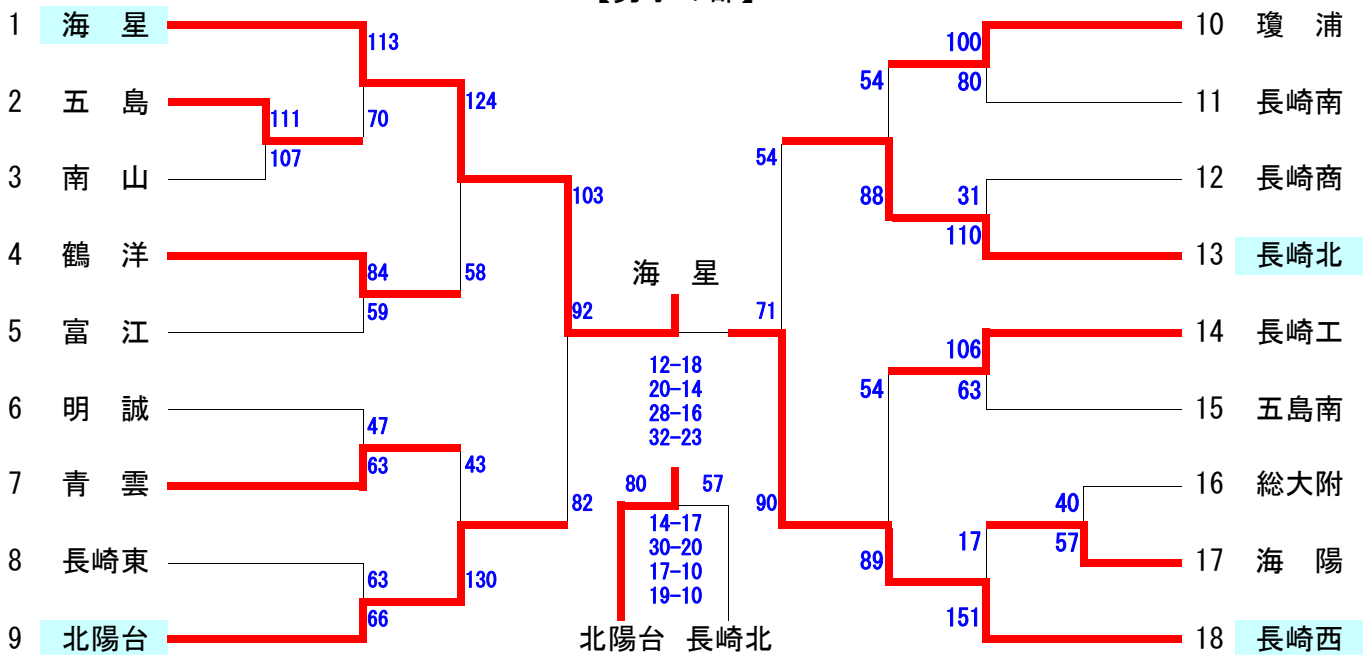 1 海 星 113 100 10 瓊 浦
54 80
2 五 島 111 70 124 11 長崎南
107 54
3 南 山 103 88 31 12 長崎商
110
4 鶴 洋 84 58 海 星 13 長崎北
59 92 71
5 富 江 106 14 長崎工
12-18
20-14 54 63
28-16
6 明 誠 47 15 五島南
32-23
63 43
7 青 雲 80 57 16 総大附
82 90 40
14-17 17 57
30-20
8 長崎東 63 130 17-10 89 17 海 陽
19-10
66 151
9 北陽台 北陽台 長崎北 18 長崎西